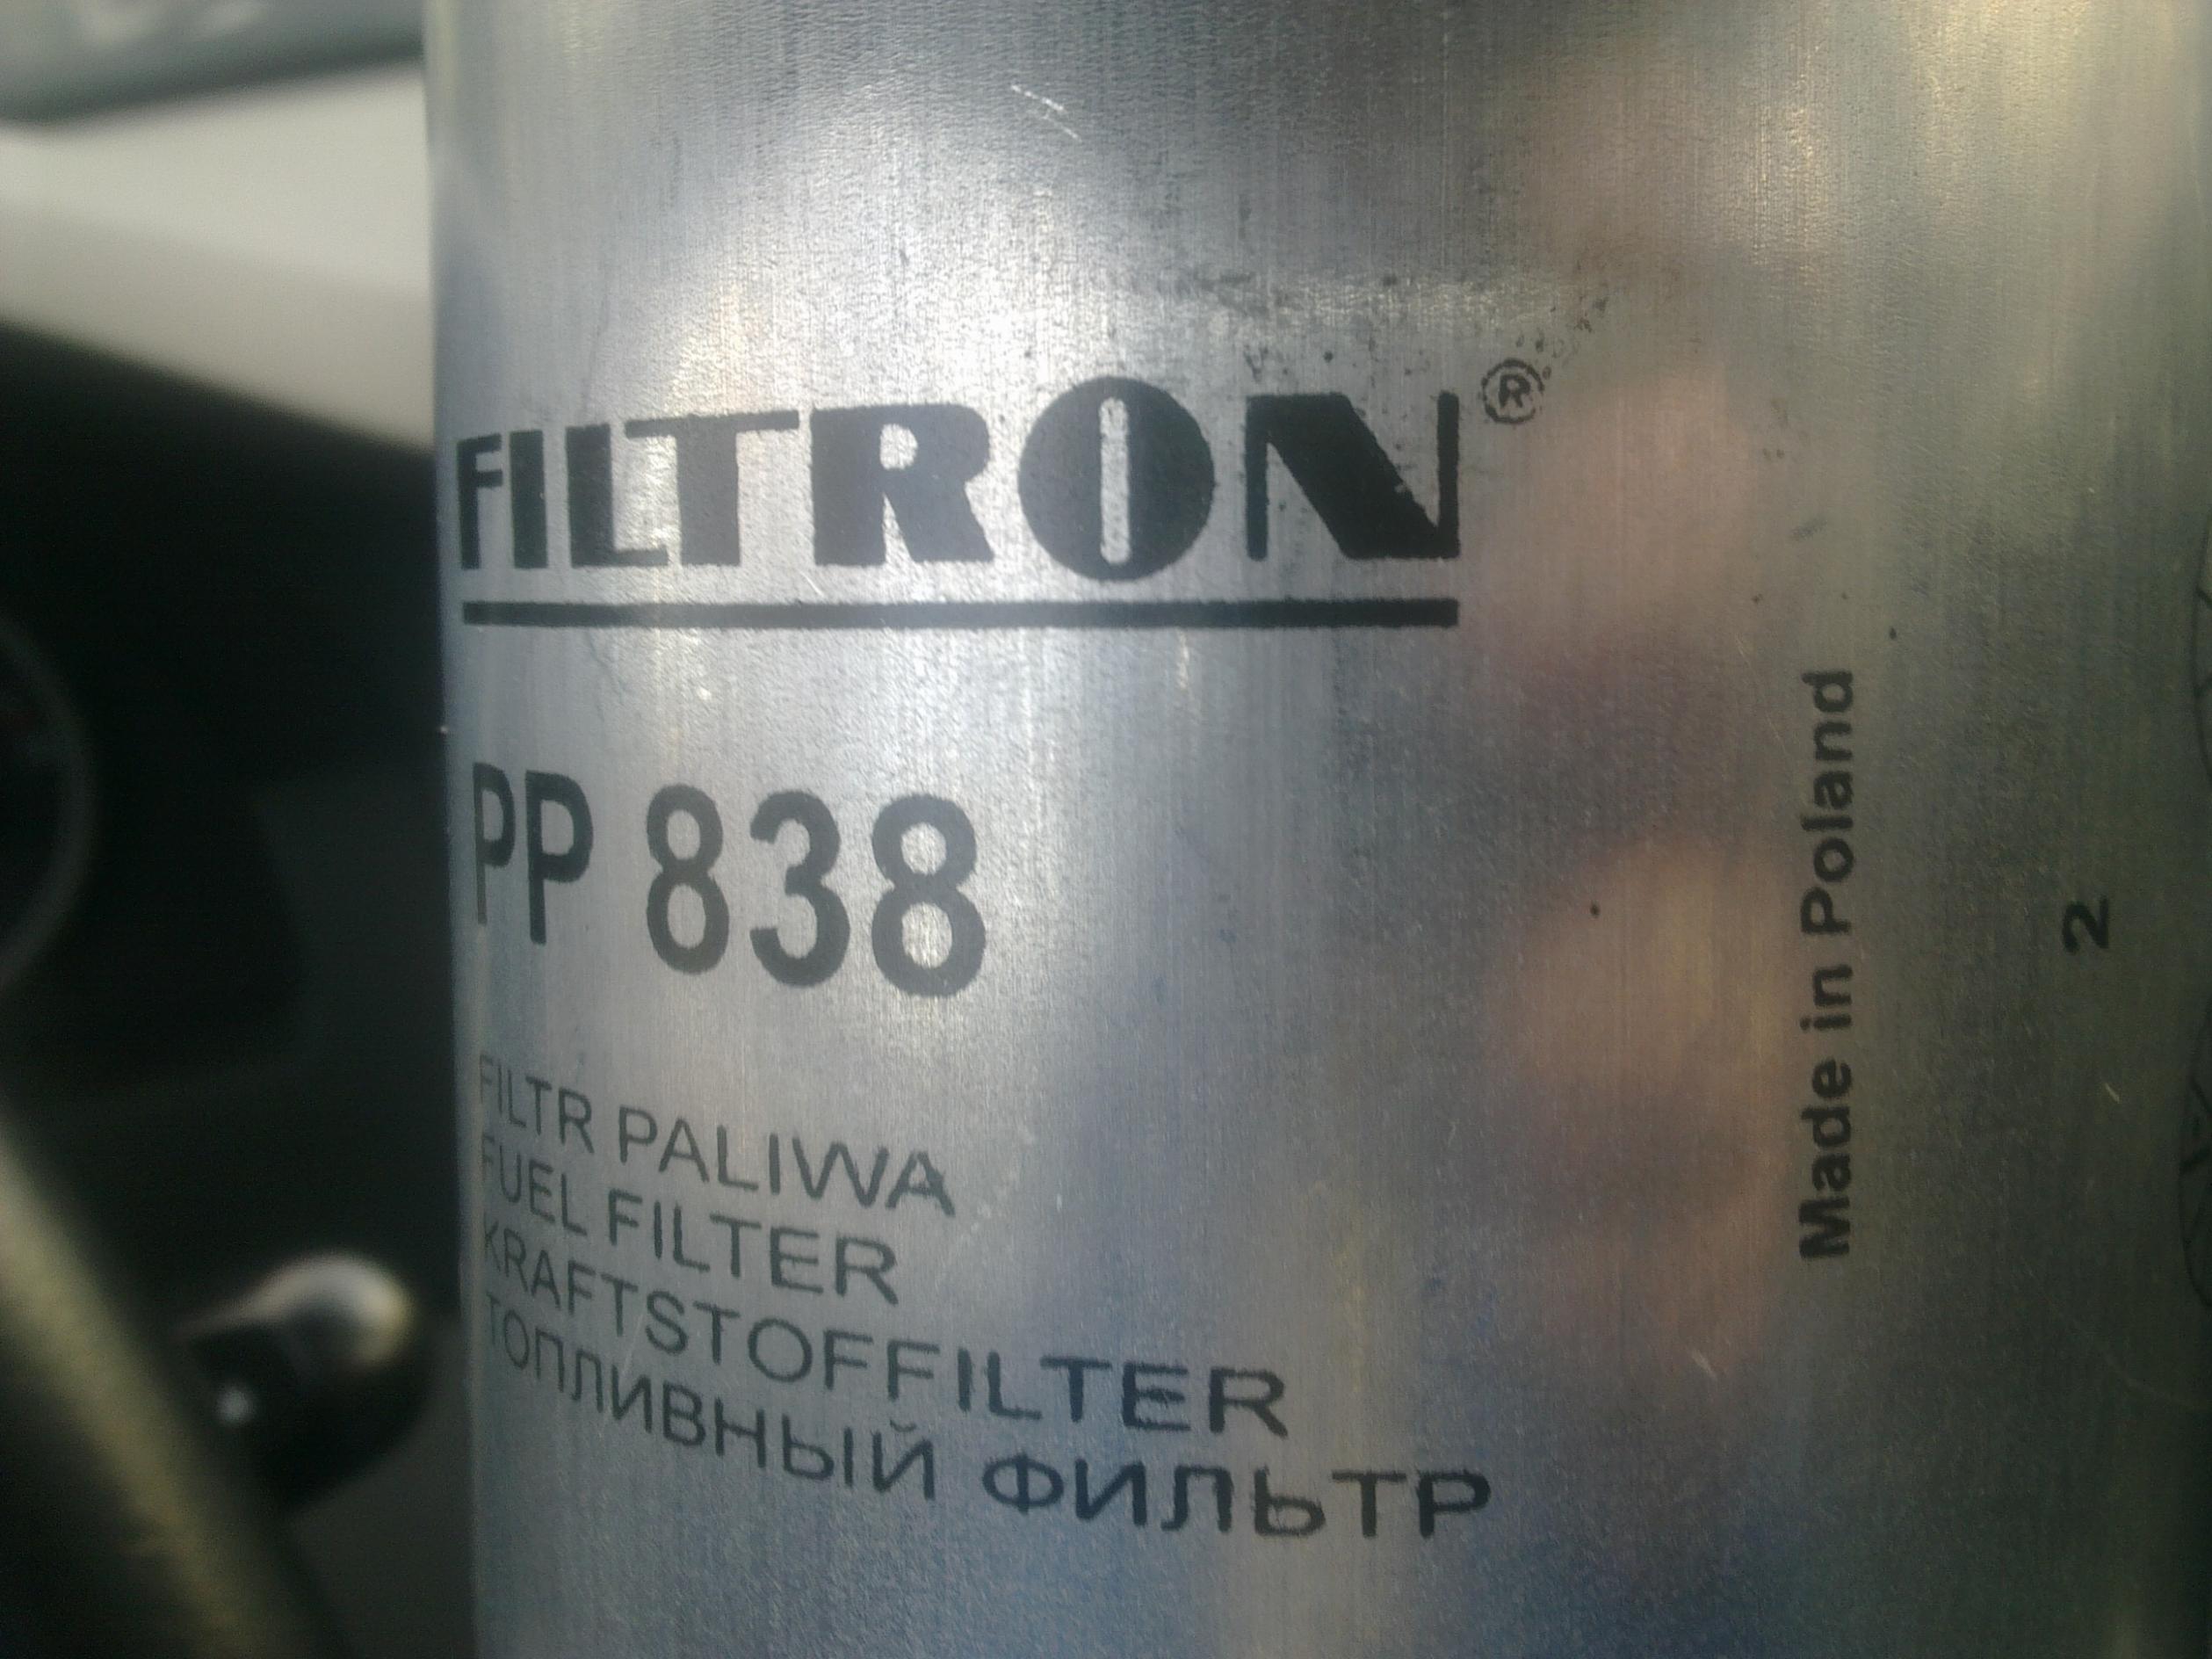 FILTRON®
PP 838
FILTR PALIWA
FUEL FILTER
KRAFTSTOFFILTER
ТОПЛИВНЫЙ ФИЛЬТР
Made in Poland
2